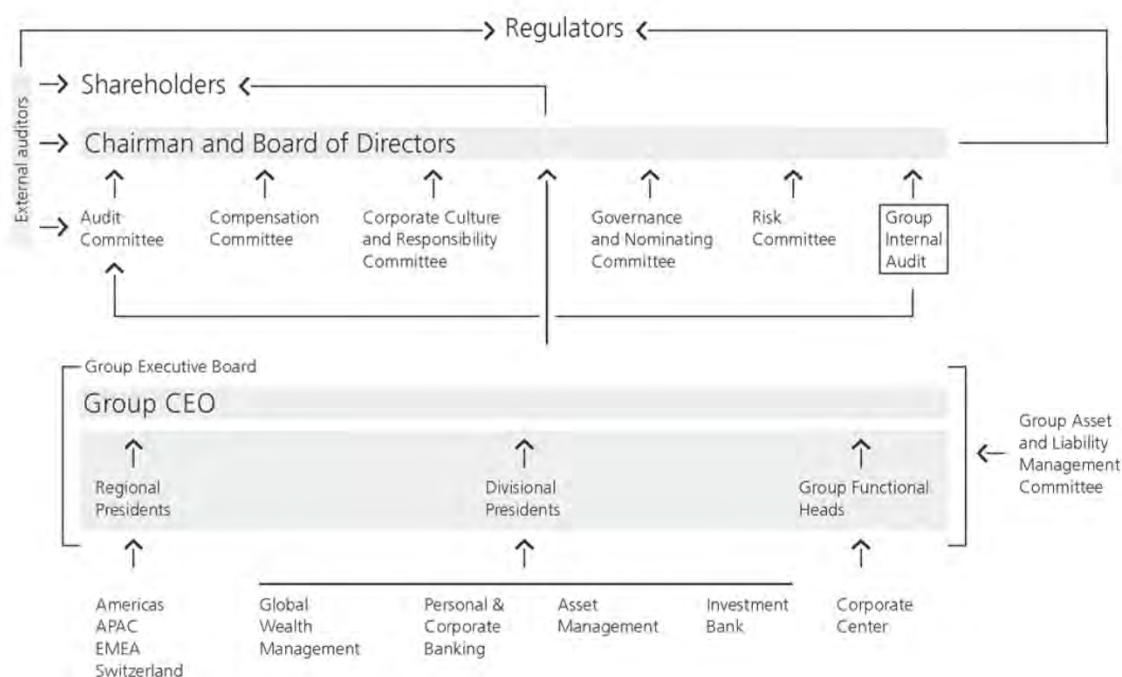 Regulators
External auditors
Shareholders
Chairman and Board of Directors
Audit
Committee
Compensation
Committee
Corporate Culture
and Responsibility
Committee
Governance
and Nominating
Committee
Risk
Committee
Group
Internal
Audit
Group Executive Board
Group CEO
Regional
Presidents
Divisional
Presidents
Group Functional
Heads
Group Asset
and Liability
Management
Committee
Americas
APAC
EMEA
Switzerland
Global
Wealth
Management
Personal &
Corporate
Banking
Asset
Management
Investment
Bank
Corporate
Center